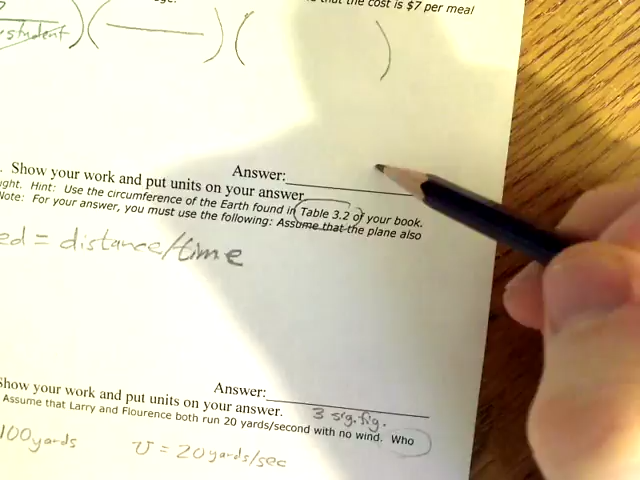 that the cost is $7 per meal
student
Answer:
. Show your work and put units on your answer.
ght. Hint: Use the circumference of the Earth found in Table 3.2 of your book.
Note: For your answer, you must use the following: Assume that the plane also
ed = distance/time
Answer:
Show your work and put units on your answer.
3 sig.fig.
Assume that Larry and Flourence both run 20 yards/second with no wind. Who
100yards
v = 20yards/sec